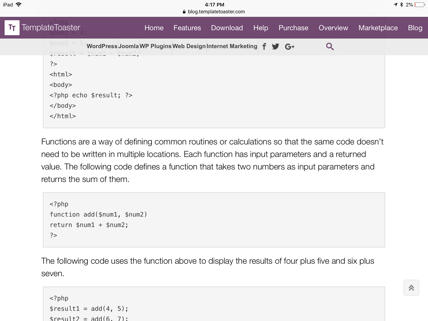 iPad 4:17 PM 2%
blog.templatetoaster.com
TT TemplateToaster Home Features Download Help Purchase Overview Marketplace Blog
WordPress Joomla WP Plugins Web Design Internet Marketing f G+
?>
<html>
<body>
<?php echo $result; ?>
</body>
</html>
Functions are a way of defining common routines or calculations so that the same code doesn't
need to be written in multiple locations. Each function has input parameters and a returned
value. The following code defines a function that takes two numbers as input parameters and
returns the sum of them.
<?php
function add($num1, $num2)
return $num1 + $num2;
?>
The following code uses the function above to display the results of four plus five and six plus
seven.
<?php
$result1 = add(4, 5);
$result2 = add(6, 7);